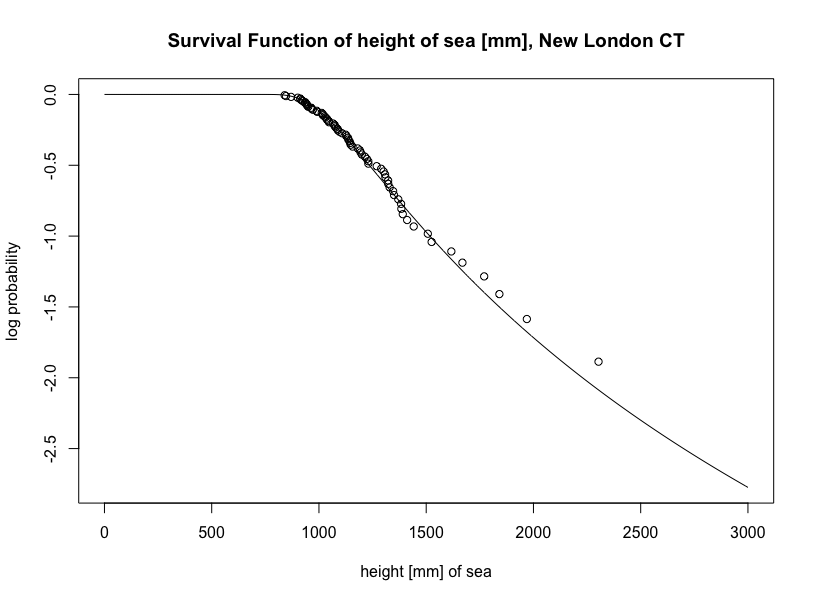 Survival Function of height of sea [mm], New London CT
0.0
-0.5
-1.0
-1.5
-2.0
-2.5
log probability
0 500 1000 1500 2000 2500 3000
height [mm] of sea